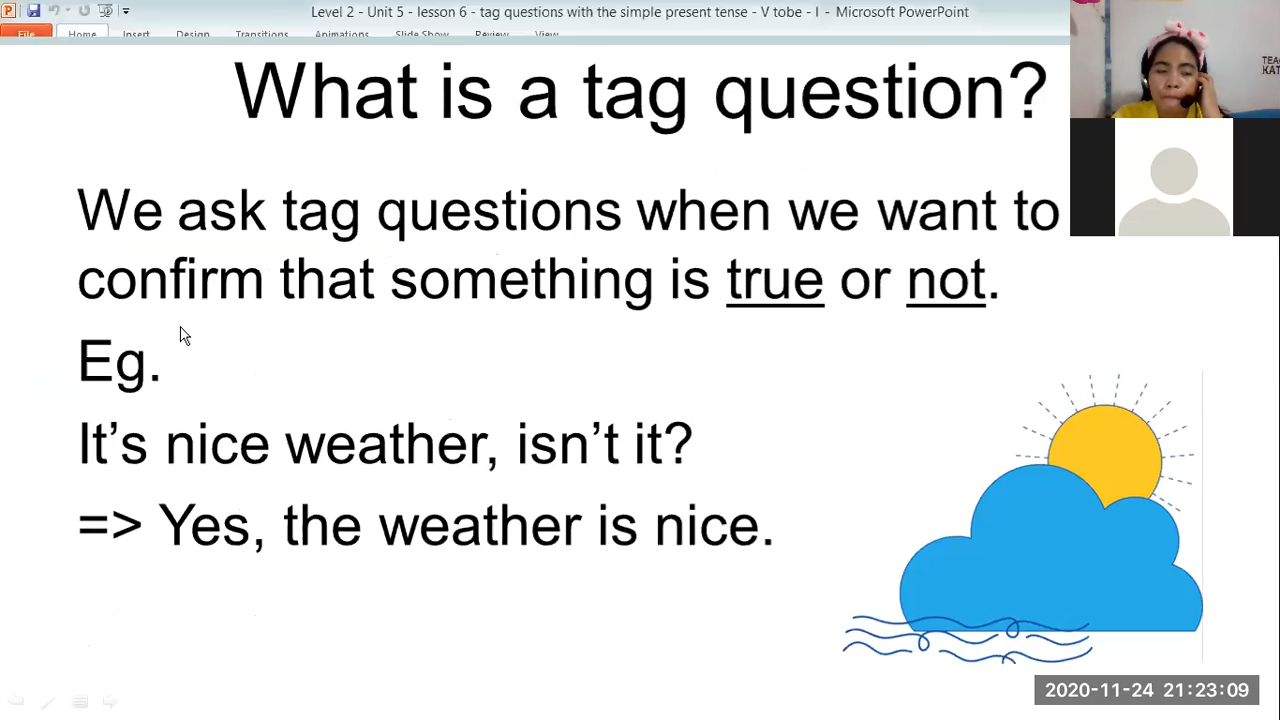 Level 2 - Unit 5 - lesson 6 - tag questions with the simple present tee - - V tobe - I - Microsoft PowerPoint
File Home Insert Design Transitions Animations Slide Show Review View
What is a tag question?
TEAC
KAT
We ask tag questions when we want to
confirm that something is true or not.
Eg.
It's nice weather, isn't it?
=> Yes, the weather is nice.
2020-11-24 21:23:09